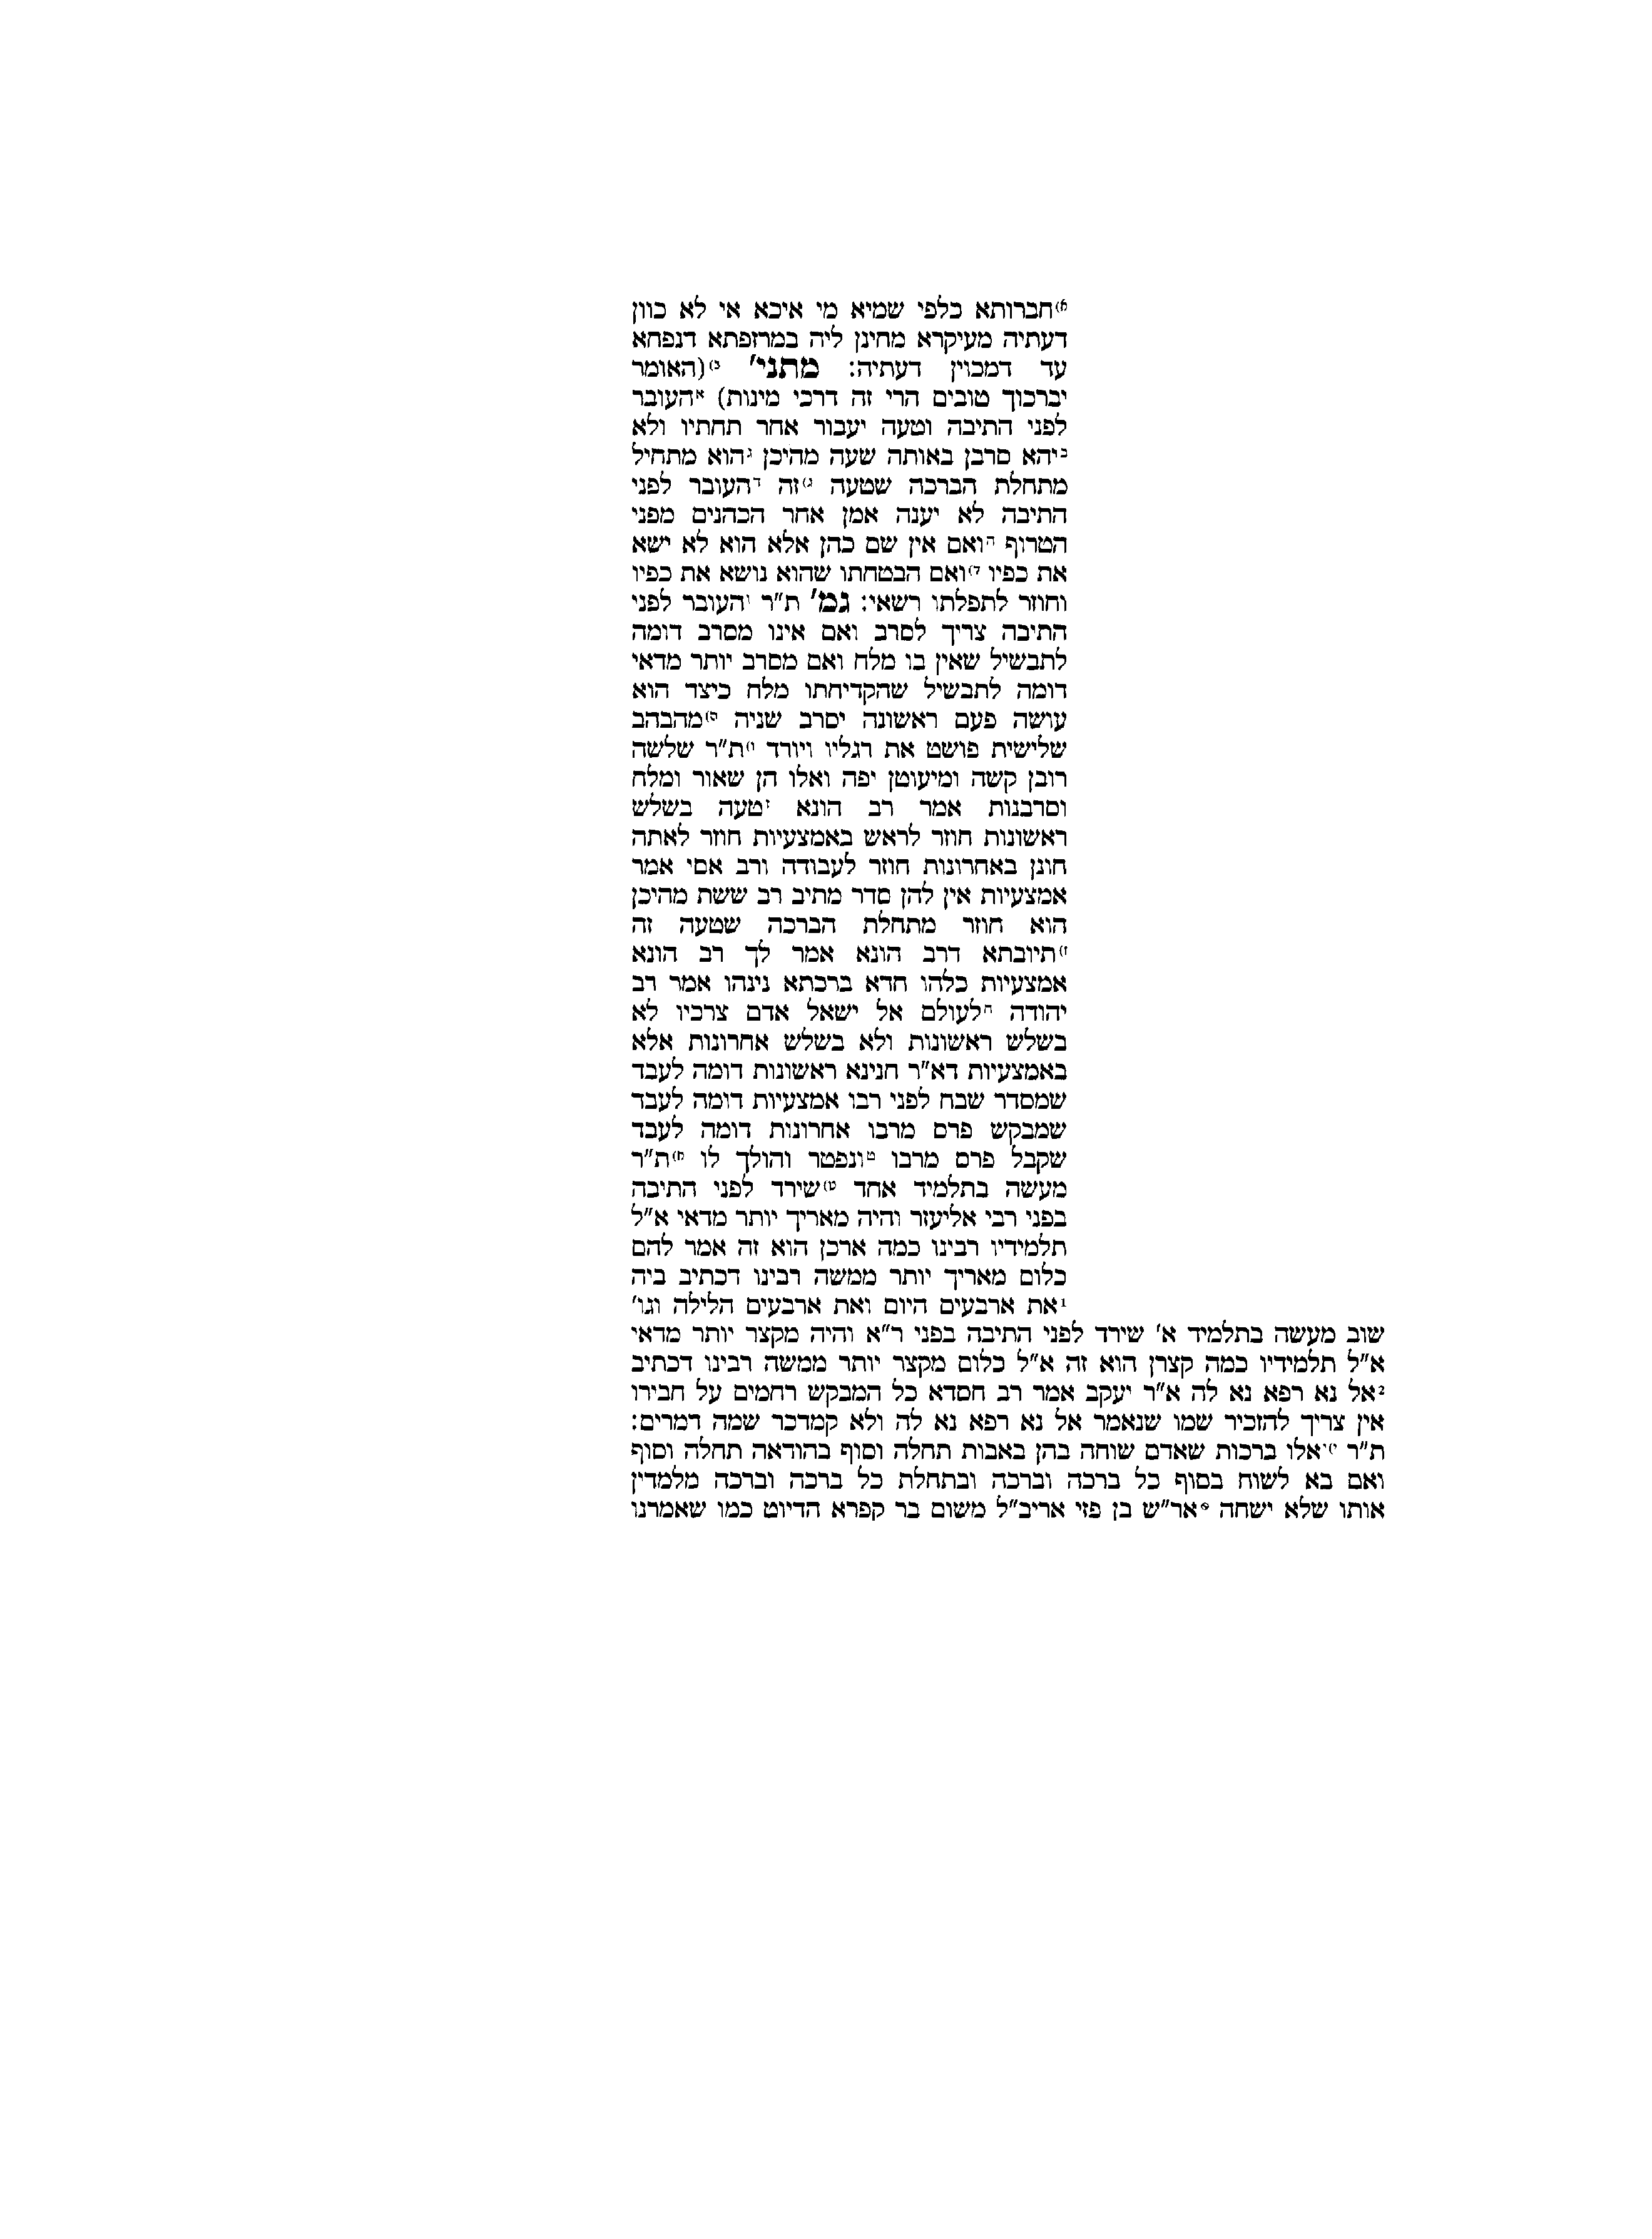 א)חברותא כלפי שמיא מי איכא אי לא כוון
דעתיה מעיקרא מחינן ליה במרזפתא דנפחא
עד דמכוין דעתיה: מתני׳ ב)(האומר
יברכוך טובים הרי זה דרכי מינות) אהעובר
לפני התיבה וטעה יעבור אחר תחתיו ולא
ביהא סרבן באותה שעה מהיכן גהוא מתחיל
מתחלת הברכה שטעה ג)זה דהעובר לפני
התיבה לא יענה אמן אחר הכהנים מפני
הטרוף הואם אין שם כהן אלא הוא לא ישא
את כפיו ד)ואם הבטחתו שהוא נושא את כפיו
וחוזר לתפלתו רשאי: גמ׳ ת״ר והעובר לפני
התיבה צריך לסרב ואם אינו מסרב דומה
לתבשיל שאין בו מלח ואם מסרב יותר מדאי
דומה לתבשיל שהקדיחתו מלח כיצד הוא
עושה פעם ראשונה יסרב שניה ה)מהבהב
שלישית פושט את רגליו ויורד ו)ת״ר שלשה
רובן קשה ומיעוטן יפה ואלו הן שאור ומלח
וסרבנות אמר רב הונא זטעה בשלש
ראשונות חוזר לראש באמצעיות חוזר לאתה
חונן באחרונות חוזר לעבודה ורב אסי אמר
אמצעיות אין להן סדר מתיב רב ששת מהיכן
הוא חוזר מתחלת הברכה שטעה זה
ז)תיובתא דרב הונא אמר לך רב הונא
אמצעיות כלהו חדא ברכתא נינהו אמר רב
יהודה חלעולם אל ישאל אדם צרכיו לא
בשלש ראשונות ולא בשלש אחרונות אלא
באמצעיות דא״ר חנינא ראשונות דומה לעבד
שמסדר שבח לפני רבו אמצעיות דומה לעבד
שמבקש פרס מרבו אחרונות דומה לעבד
שקבל פרס מרבו טונפטר והולך לו ח)ת״ר
מעשה בתלמיד אחד ט)שירד לפני התיבה
בפני רבי אליעזר והיה מאריך יותר מדאי א״ל
תלמידיו רבינו כמה ארכן הוא זה אמר להם
כלום מאריך יותר ממשה רבינו דכתיב ביה
1את ארבעים היום ואת ארבעים הלילה וגו׳
שוב מעשה בתלמיד א׳ שירד לפני התיבה בפני ר״א והיה מקצר יותר מדאי
א״ל תלמידיו כמה קצרן הוא זה א״ל כלום מקצר יותר ממשה רבינו דכתיב
2אל נא רפא נא לה א״ר יעקב אמר רב חסדא כל המבקש רחמים על חבירו
אין צריך להזכיר שמו שנאמר אל נא רפא נא לה ולא קמדכר שמה דמרים:
ת״ר י)יאלו ברכות שאדם שוחה בהן באבות תחלה וסוף בהודאה תחלה וסוף
ואם בא לשוח בסוף כל ברכה וברכה ובתחלת כל ברכה וברכה מלמדין
אותו שלא ישחה °אר״ש בן פזי אריב״ל משום בר קפרא הדיוט כמו שאמרנו